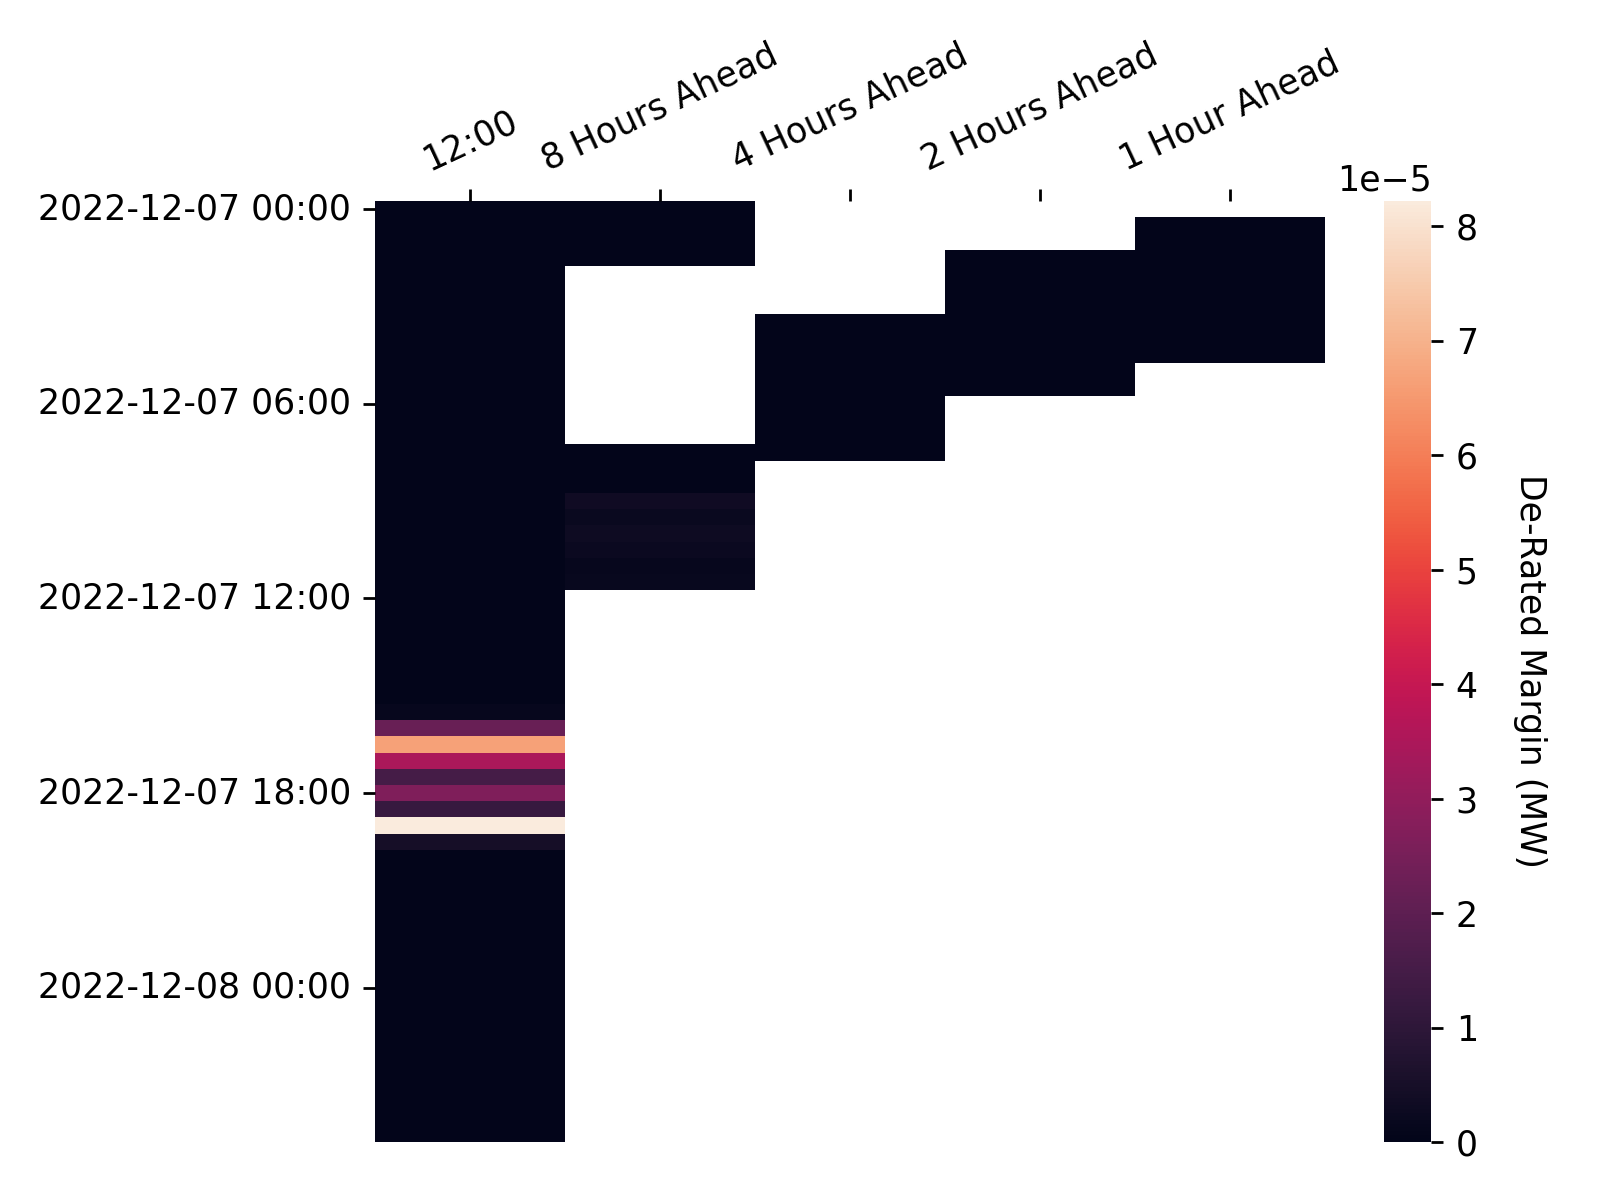 12:00
8 Hours Ahead
4 Hours Ahead
2 Hours Ahead
1 Hour Ahead
1e−5
2022-12-07 00:00
2022-12-07 06:00
2022-12-07 12:00
2022-12-07 18:00
2022-12-08 00:00
8
7
6
5
4
3
2
1
0
De-Rated Margin (MW)